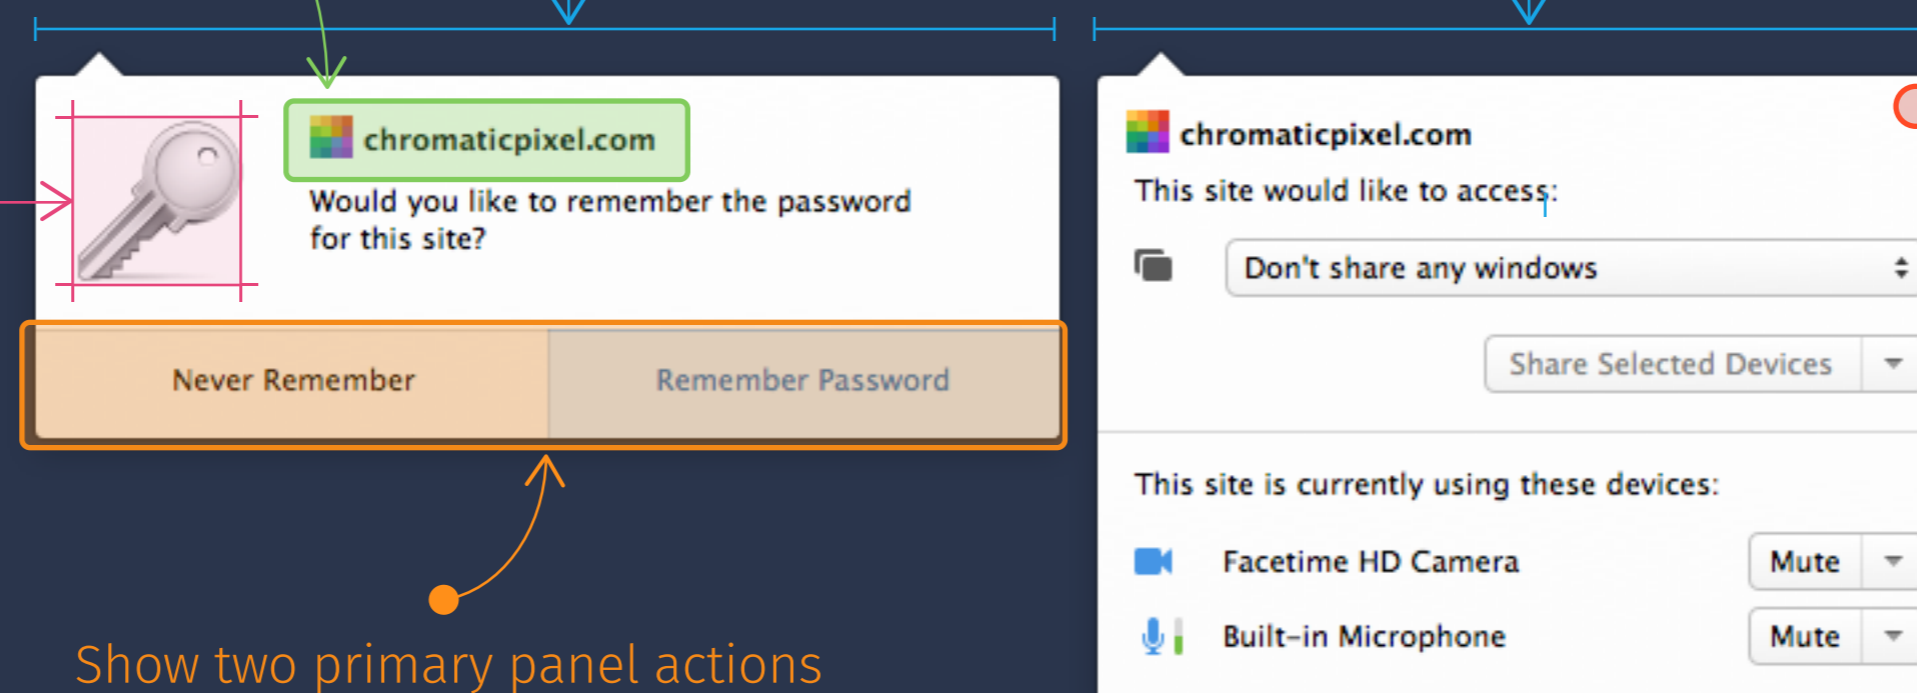 chromaticpixel.com
Would you like to remember the password
for this site?
Never Remember
Remember Password
Show two primary panel actions
chromaticpixel.com
This site would like to access:
Don't share any windows
Share Selected Devices
This site is currently using these devices:
Facetime HD Camera
Mute
Built-in Microphone
Mute